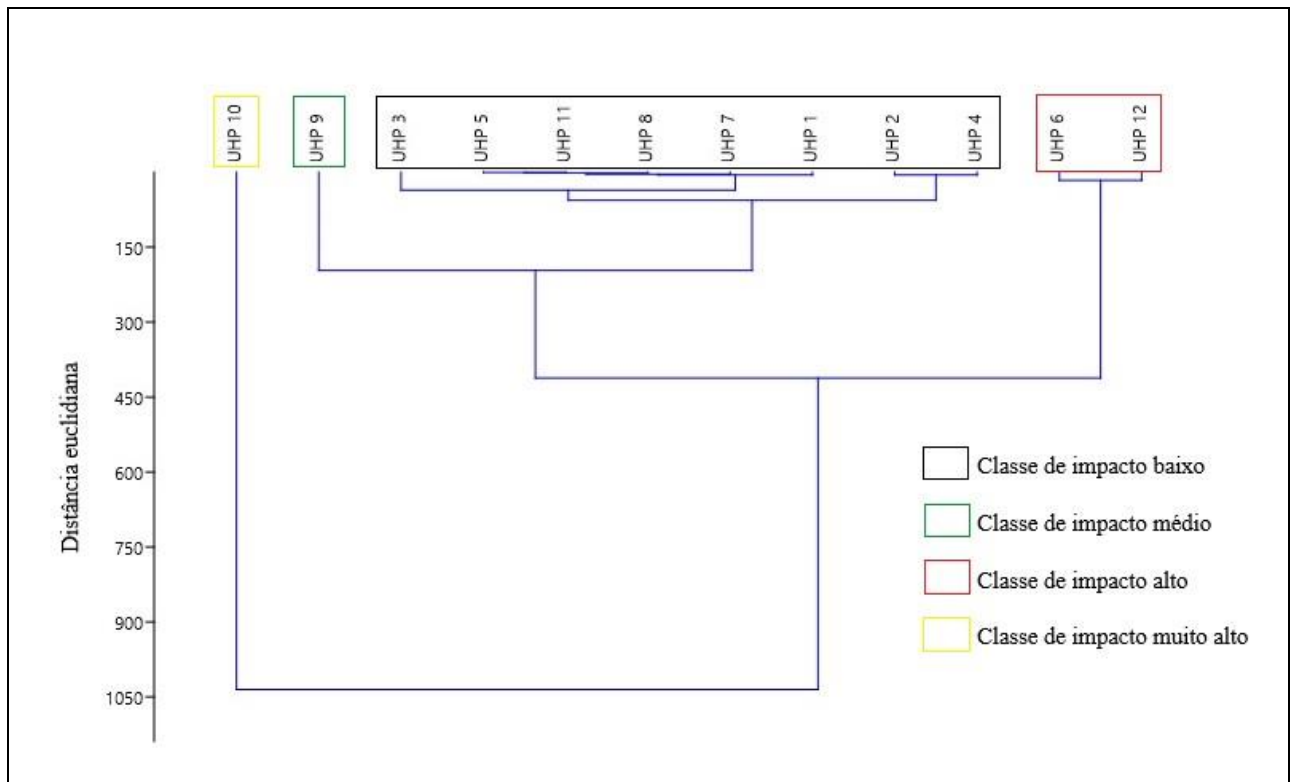 UHP 10
UHP 9
UHP 3
UHP 5
UHP 11
UHP 8
UHP 7
UHP 1
UHP 2
UHP 4
UHP 6
UHP 12
150
300
450
600
750
900
1050
Distância euclidiana
Classe de impacto baixo
Classe de impacto médio
Classe de impacto alto
Classe de impacto muito alto